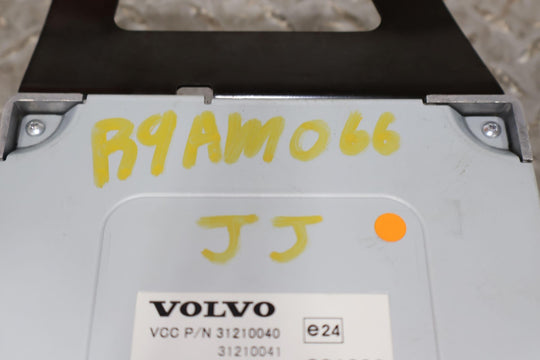 R9AM066
JJ
VOLVO
VCC P/N 31210040
e24
31210041